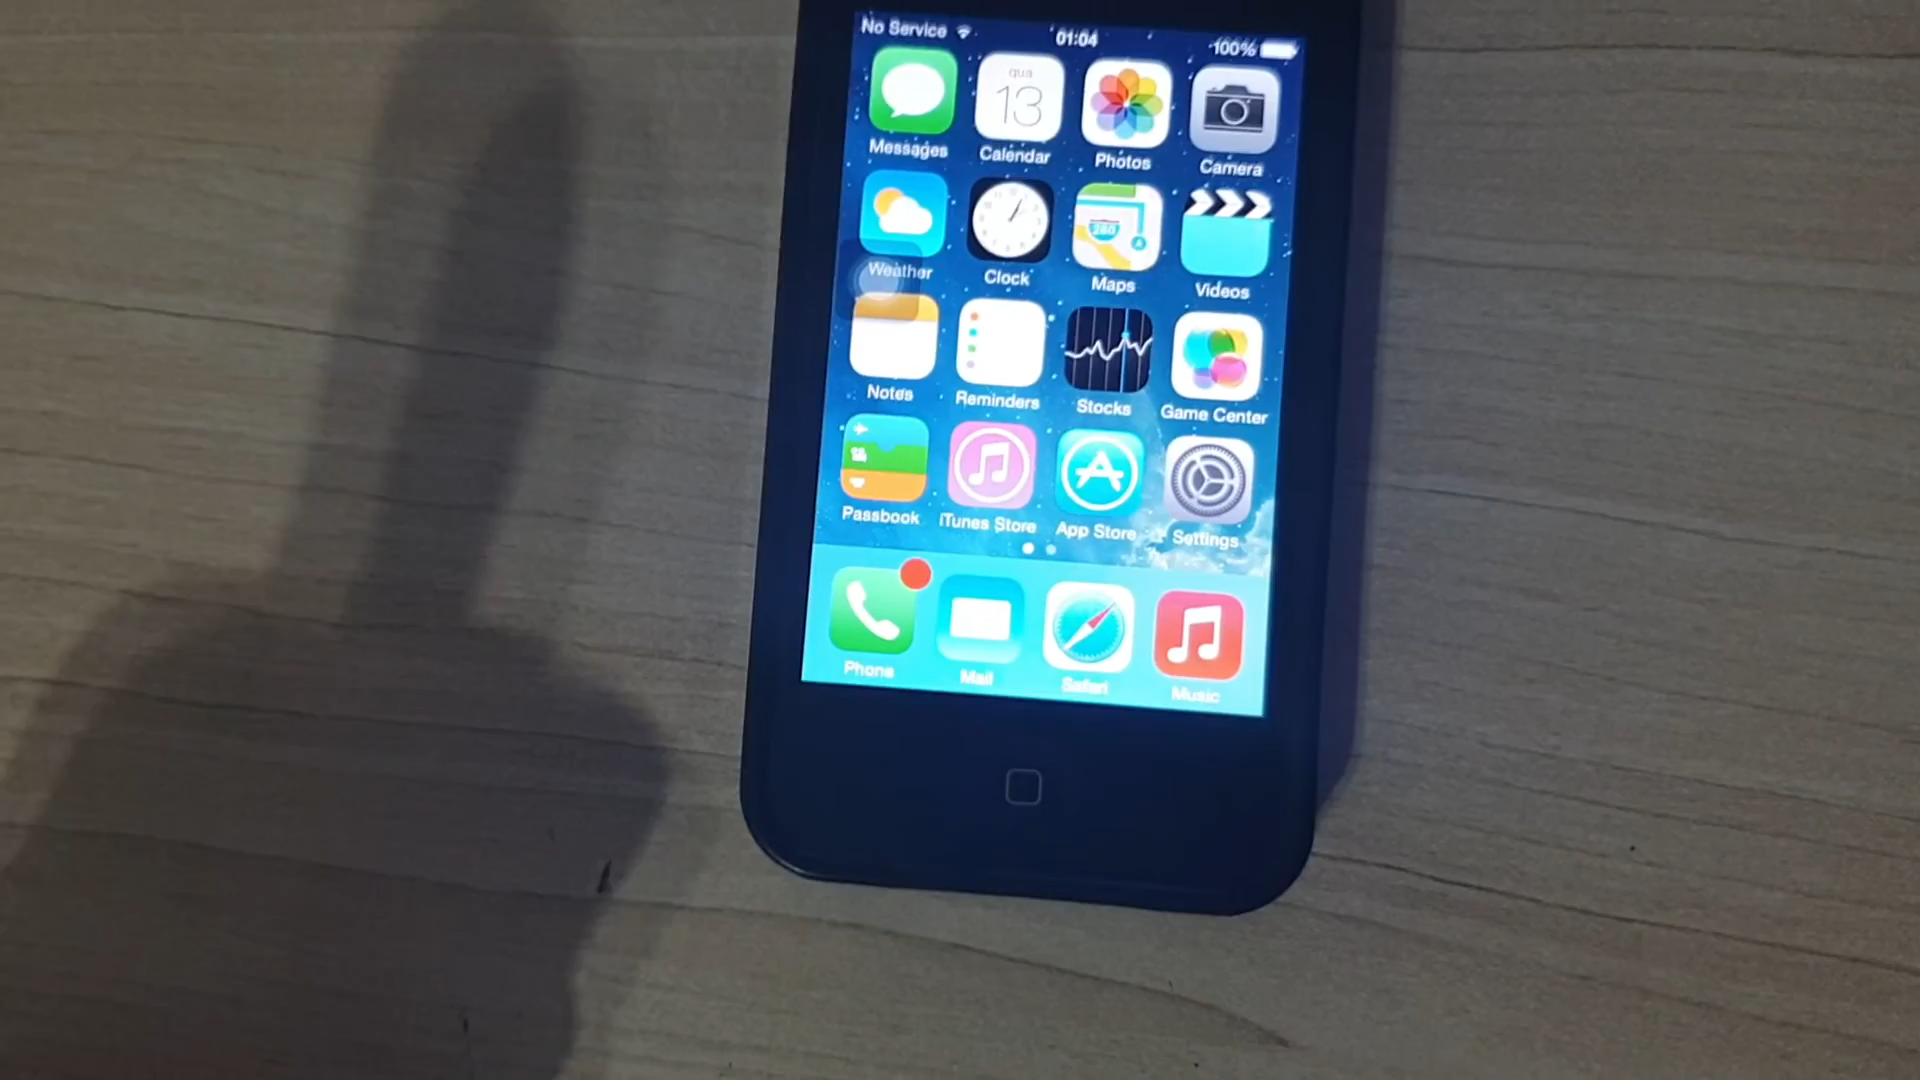 No Service 01:04 100%
qua
13
Messages Calendar Photos Camera
280
Weather Clock Maps Videos
Notes Reminders Stocks Game Center
Passbook iTunes Store App Store Settings
Phone Mail Safari Music